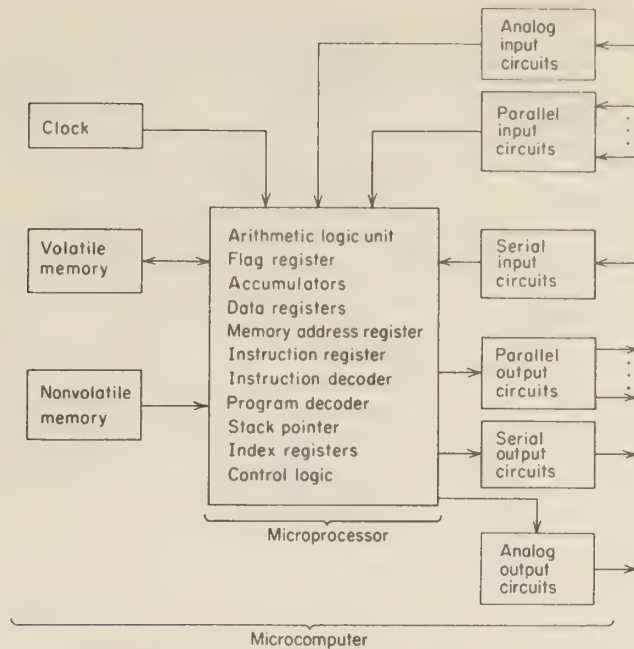 Analog
input
circuits
Parallel
input
circuits
Clock
Volatile
memory
Nonvolatile
memory
Arithmetic logic unit
Flag register
Accumulators
Data registers
Memory address register
Instruction register
Instruction decoder
Program decoder
Stack pointer
Index registers
Control logic
Serial
input
circuits
Parallel
output
circuits
Serial
output
circuits
Analog
output
circuits
Microprocessor
Microcomputer